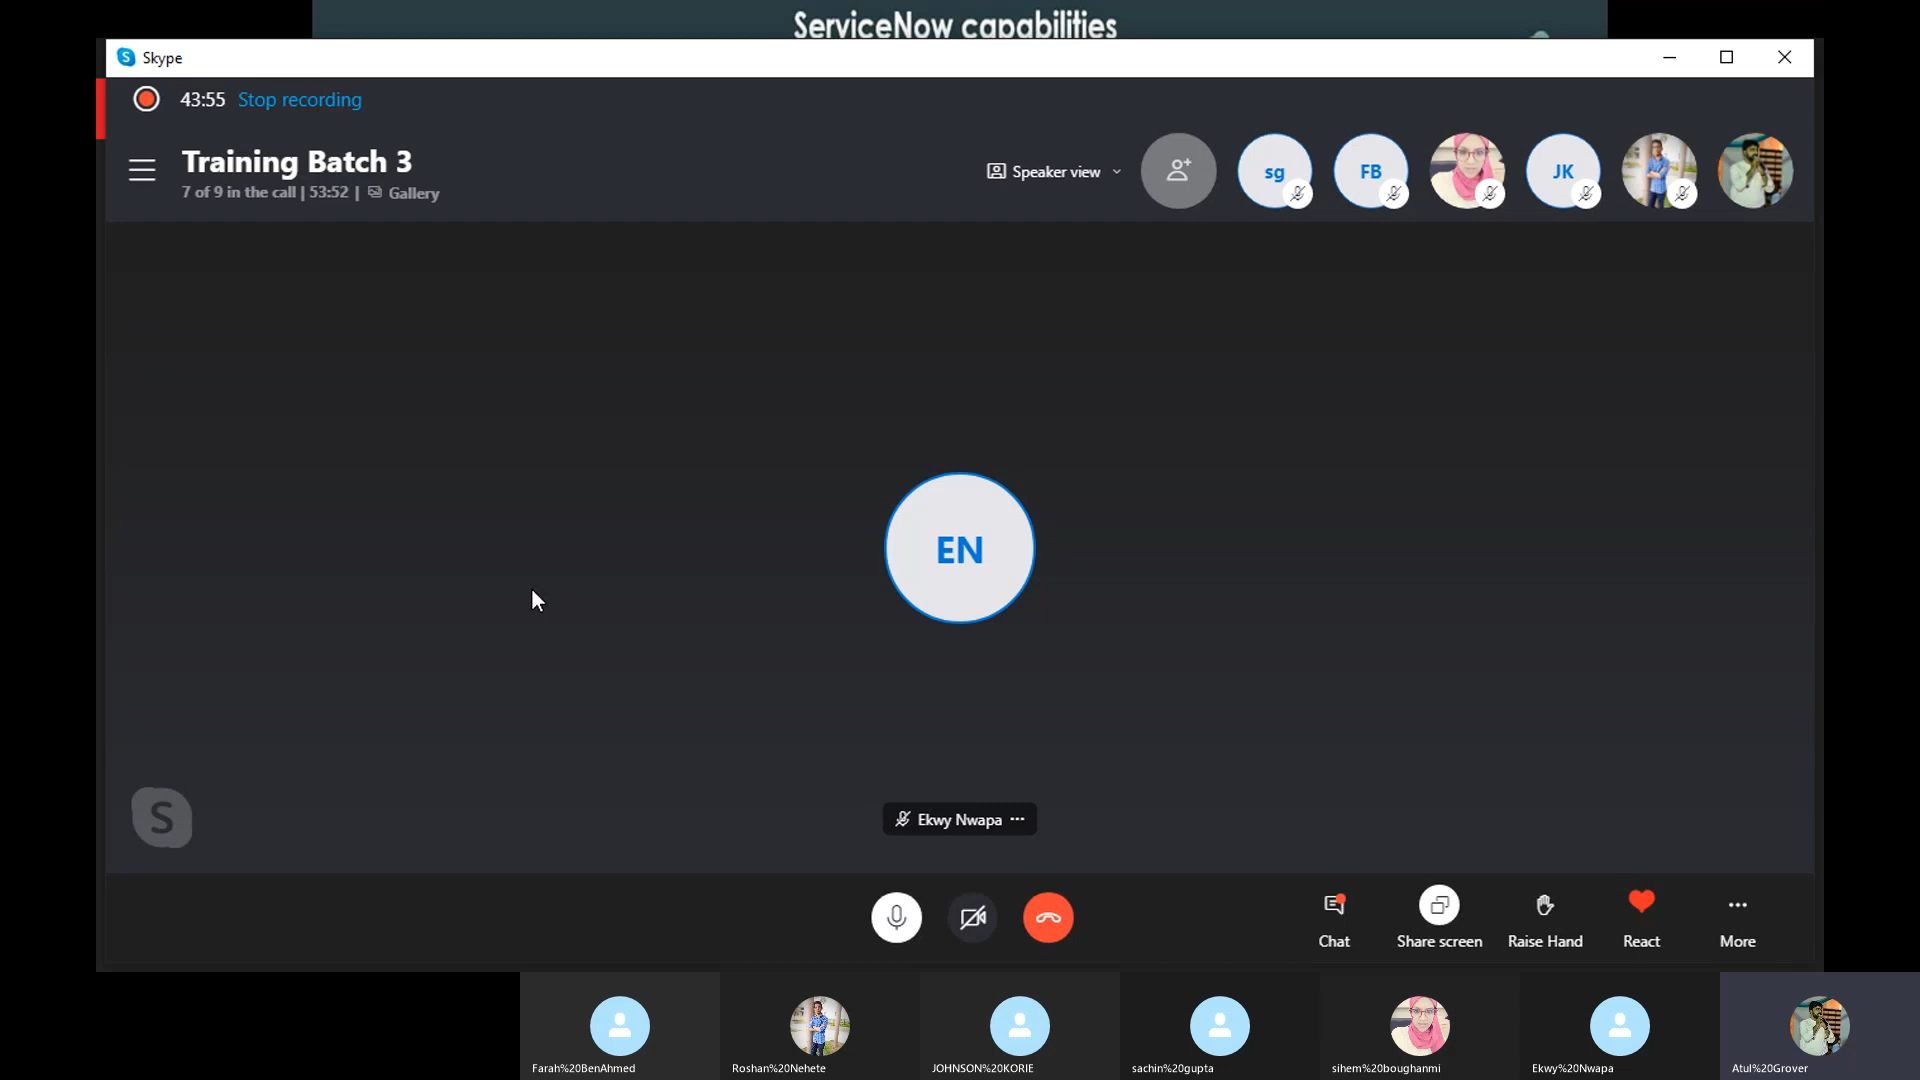 ServiceNow capabilities
Skype
43:55 Stop recording
Training Batch 3
7 of 9 in the call | 53:52 | Gallery
Speaker view
sg
FB
JK
EN
S
Ekwy Nwapa
Chat
Share screen
Raise Hand
React
More
Farah%20BenAhmed
Roshan%20Nehete
JOHNSON%20KORIE
sachin%20gupta
sihem%20boughanmi
Ekwy%20Nwapa
Atul%20Grover